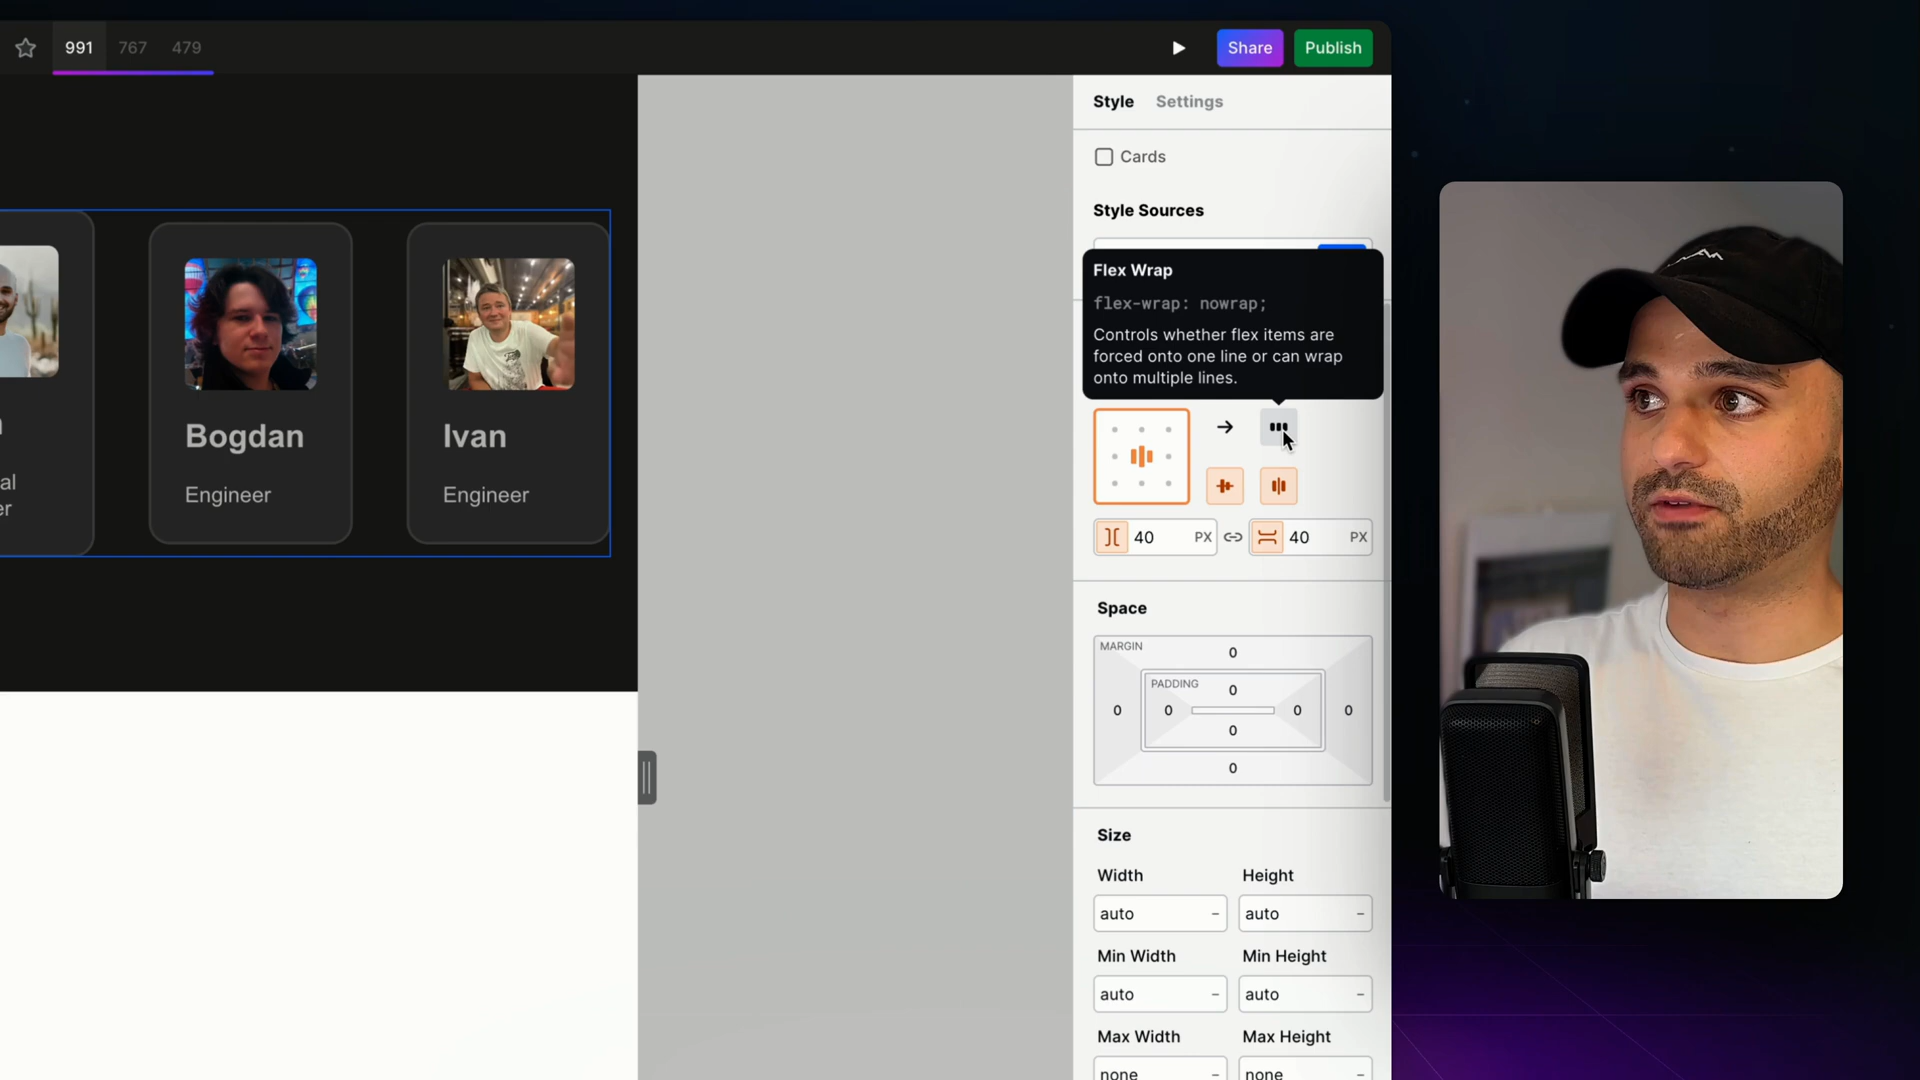 991
767
479
Share
Publish
Style
Settings
Cards
Style Sources
Flex Wrap
flex-wrap: nowrap;
Controls whether flex items are
forced onto one line or can wrap
onto multiple lines.
Bogdan
Engineer
Ivan
Engineer
al
er
40 PX
40 PX
Space
MARGIN
0
PADDING
0
0
0
0
0
0
0
Size
Width
Height
auto
auto
Min Width
Min Height
auto
auto
Max Width
Max Height
none
none